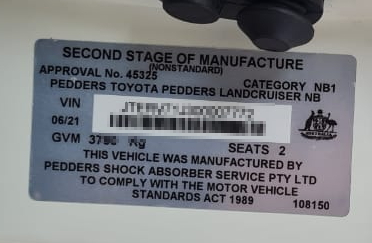 SECOND STAGE OF MANUFACTURE
(NONSTANDARD)
APPROVAL No. 45325
CATEGORY NB1
PEDDERS TOYOTA PEDDERS LANDCRUISER NB
VIN
06/21
GVM Kg
SEATS 2
THIS VEHICLE WAS MANUFACTURED BY
PEDDERS SHOCK ABSORBER SERVICE PTY LTD
TO COMPLY WITH THE MOTOR VEHICLE
STANDARDS ACT 1989
108150